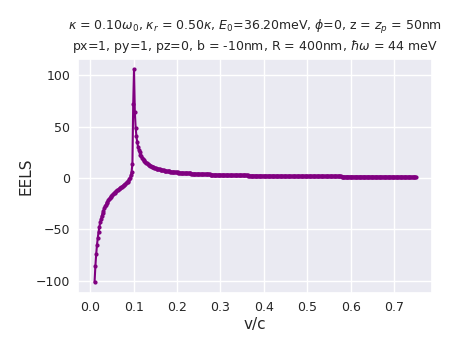 κ = 0.10ω₀, κᵣ = 0.50κ, E₀=36.20meV, ϕ=0, z = zₚ = 50nm
px=1, py=1, pz=0, b = -10nm, R = 400nm, ℏω = 44 meV
100
50
0
−50
−100
EELS
0.0 0.1 0.2 0.3 0.4 0.5 0.6 0.7
v/c